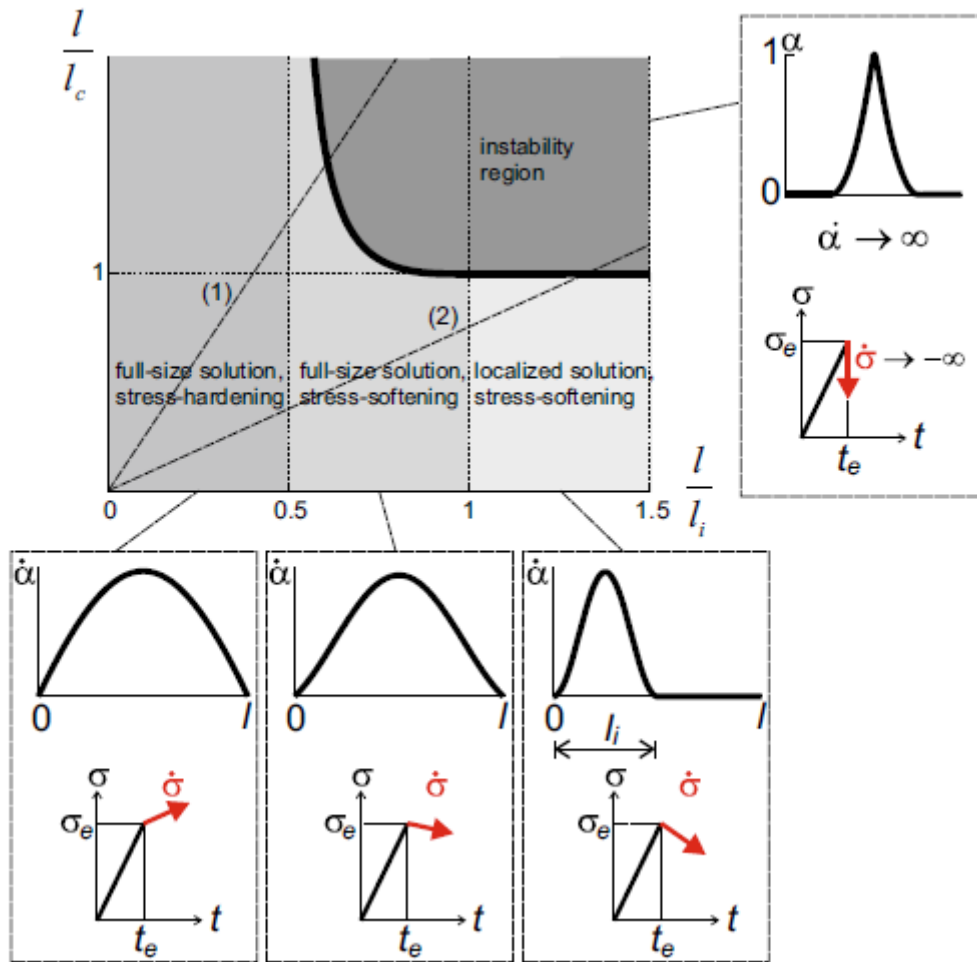 l
l_c
1
instability
region
(1)
(2)
full-size solution,
stress-hardening
full-size solution,
stress-softening
localized solution,
stress-softening
0
0.5
1
1.5
l
l_i
1
α
0
α̇ → ∞
σ
σ_e
σ̇ → −∞
t
t_e
α̇
0
l
σ
σ̇
σ_e
t
t_e
α̇
0
l
σ
σ̇
σ_e
t
t_e
α̇
0
l
l_i
σ
σ̇
σ_e
t
t_e